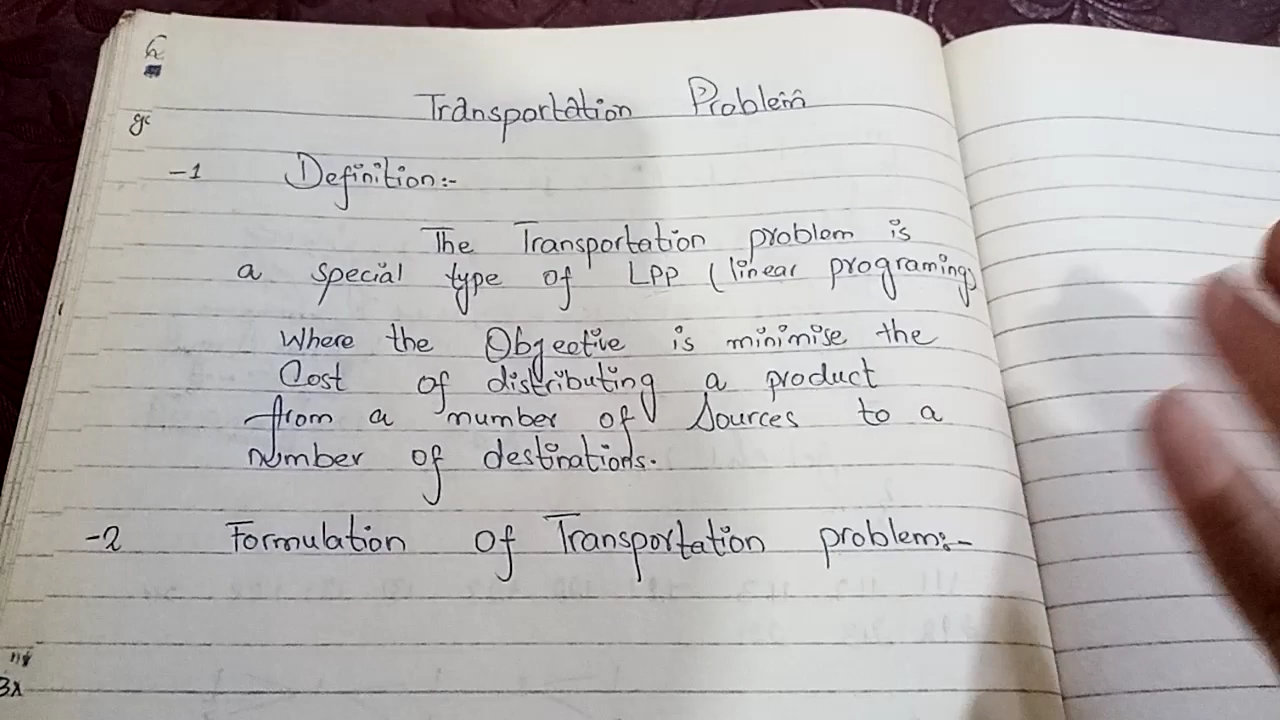 Transportation Problem
-1 Definition:-
The Transportation problem is
a special type of LPP (linear programing)
Where the Objective is minimise the
Cost of distributing a product
from a number of Sources to a
number of destinations.
-2 Formulation of Transportation problem:-
3x